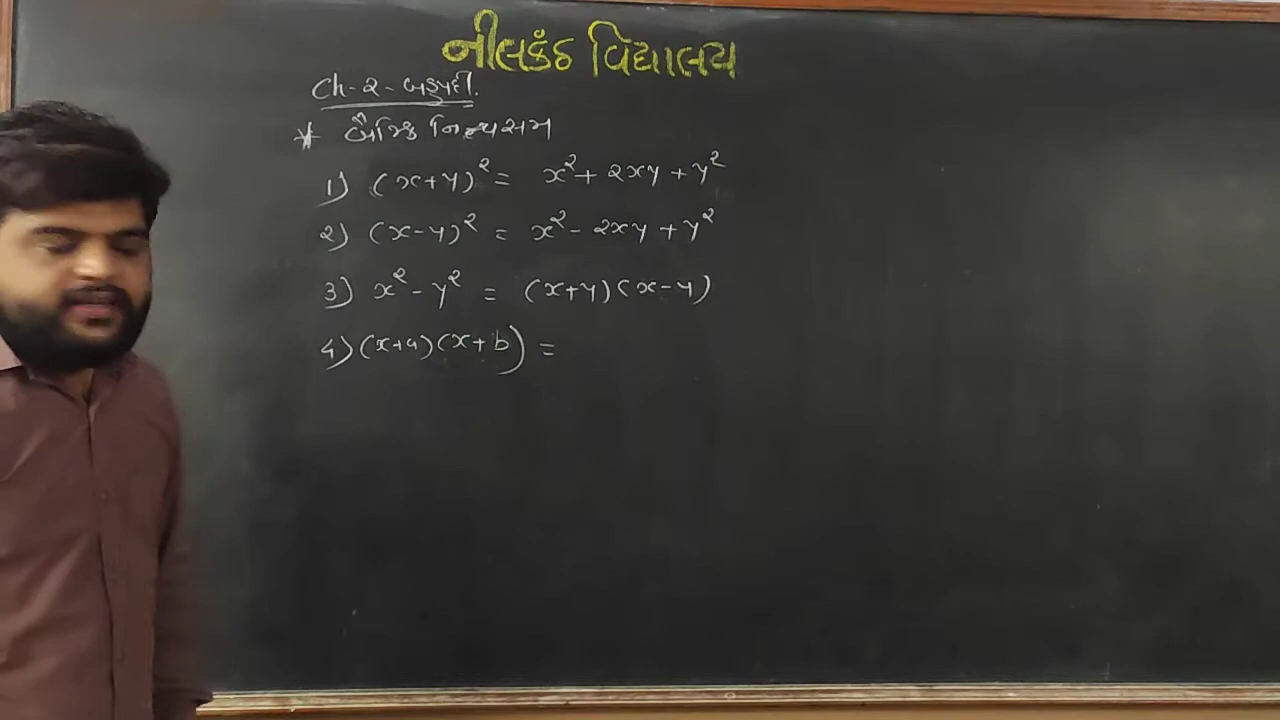 નીલકંઠ વિદ્યાલય
Ch-2- બહુપદી.
* બૈજિક નિત્યસમ
1) (x+y)² = x² + 2xy + y²
2) (x-y)² = x² - 2xy + y²
3) x² - y² = (x+y)(x-y)
4) (x+a)(x+b) =